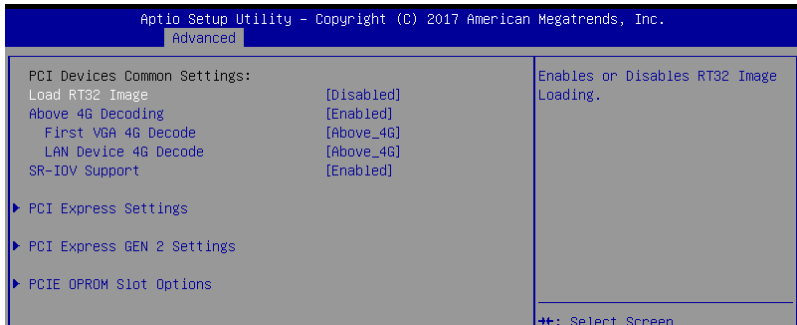 Aptio Setup Utility – Copyright (C) 2017 American Megatrends, Inc.
Advanced
PCI Devices Common Settings:
Load RT32 Image [Disabled]
Above 4G Decoding [Enabled]
First VGA 4G Decode [Above_4G]
LAN Device 4G Decode [Above_4G]
SR-IOV Support [Enabled]
PCI Express Settings
PCI Express GEN 2 Settings
PCIE OPROM Slot Options
Enables or Disables RT32 Image
Loading.
→←: Select Screen